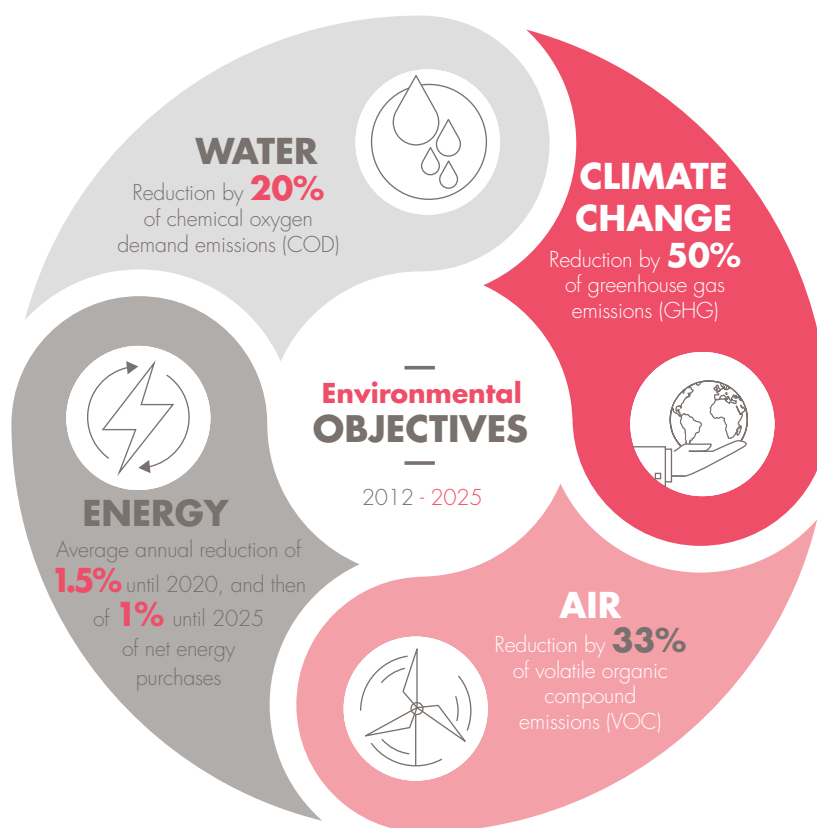 WATER
Reduction by 20%
of chemical oxygen
demand emissions (COD)
CLIMATE
CHANGE
Reduction by 50%
of greenhouse gas
emissions (GHG)
Environmental
OBJECTIVES
2012 - 2025
ENERGY
Average annual reduction of
1.5% until 2020, and then
of 1% until 2025
of net energy
purchases
AIR
Reduction by 33%
of volatile organic
compound
emissions (VOC)